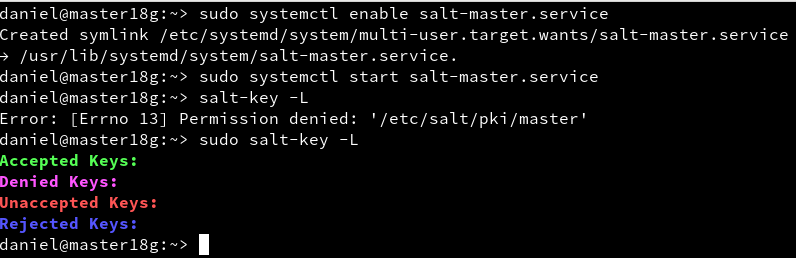 daniel@master18g:~> sudo systemctl enable salt-master.service
Created symlink /etc/systemd/system/multi-user.target.wants/salt-master.service
→ /usr/lib/systemd/system/salt-master.service.
daniel@master18g:~> sudo systemctl start salt-master.service
daniel@master18g:~> salt-key -L
Error: [Errno 13] Permission denied: '/etc/salt/pki/master'
daniel@master18g:~> sudo salt-key -L
Accepted Keys:
Denied Keys:
Unaccepted Keys:
Rejected Keys:
daniel@master18g:~>